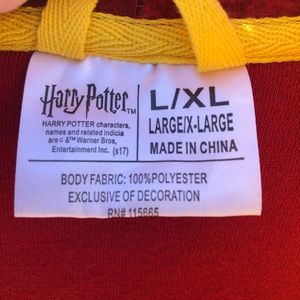 Harry Potter™
HARRY POTTER characters,
names and related indicia
are © &™ Warner Bros.
Entertainment Inc. (s17)
L/XL
LARGE/X-LARGE
MADE IN CHINA
BODY FABRIC: 100%POLYESTER
EXCLUSIVE OF DECORATION
RN# 115665